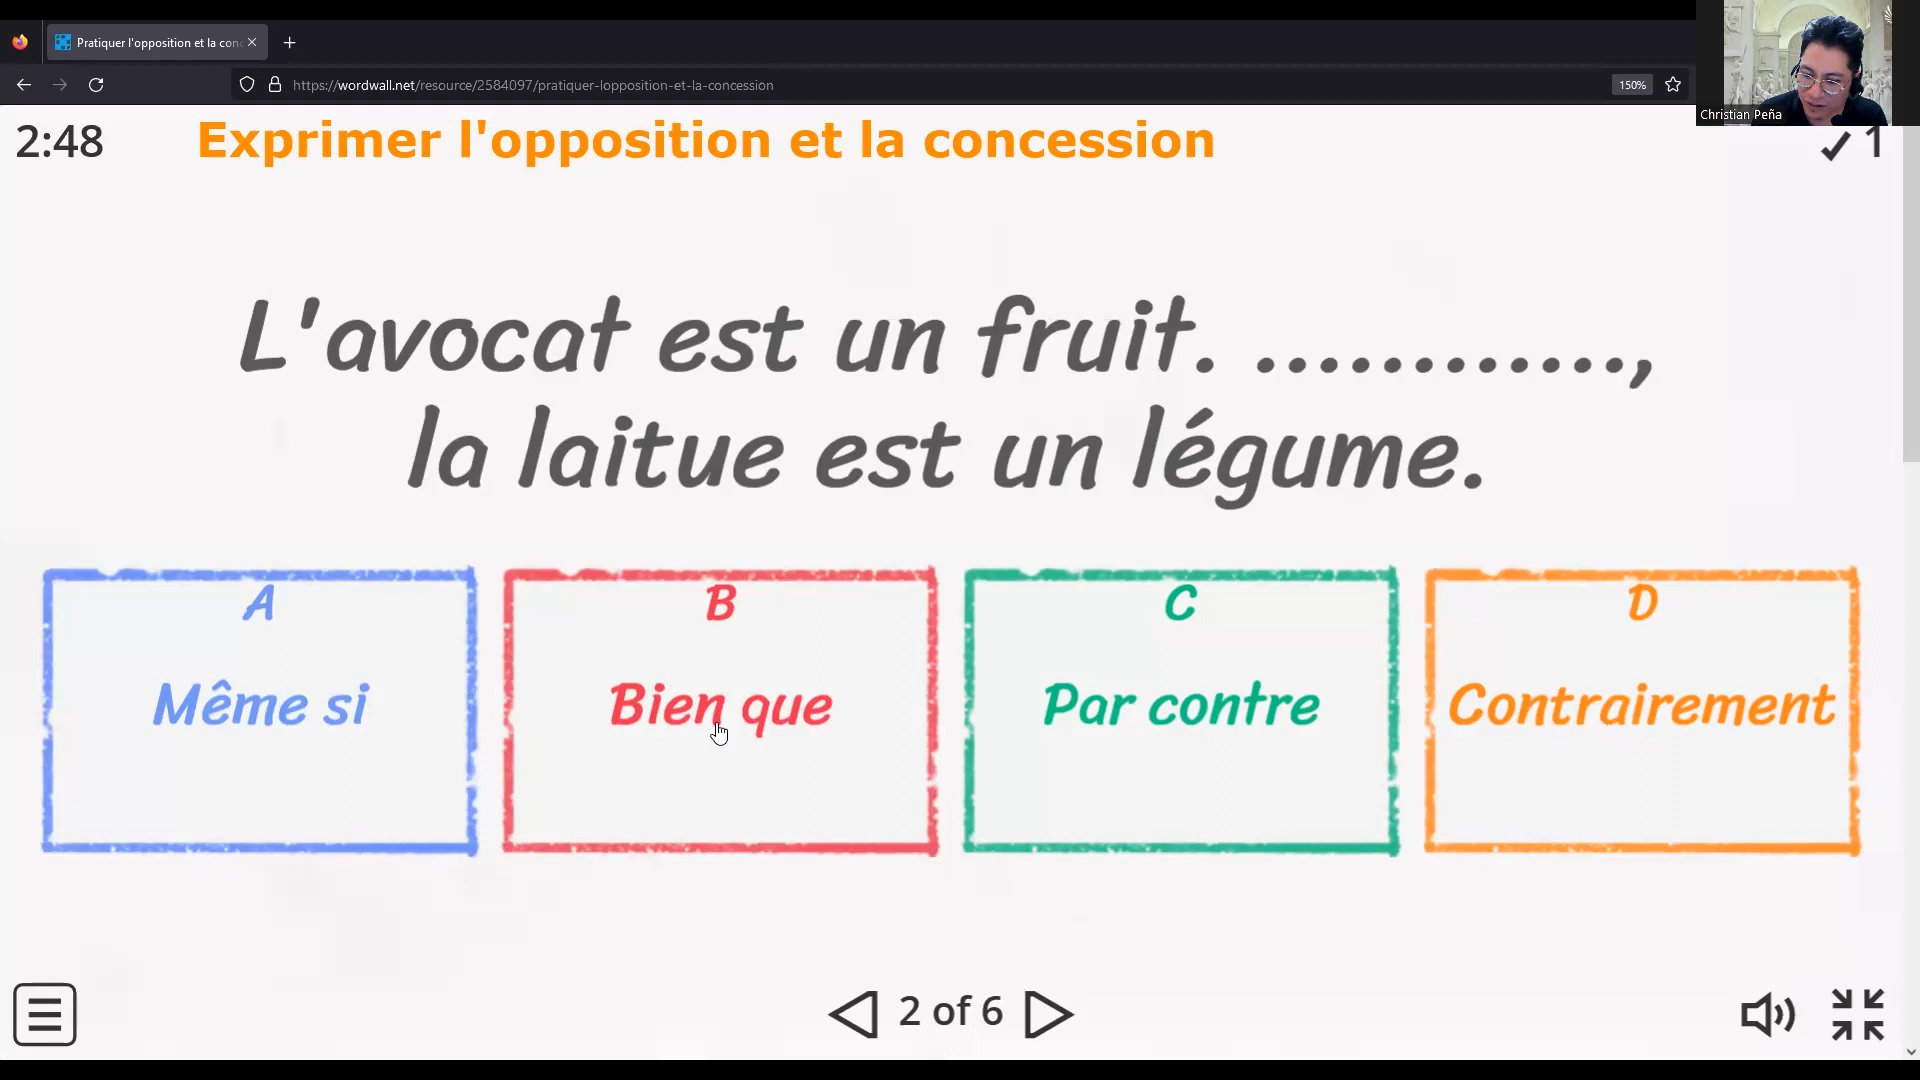 Pratiquer l'opposition et la con
https://wordwall.net/resource/2584097/pratiquer-lopposition-et-la-concession
150%
Christian Peña
2:48
Exprimer l'opposition et la concession
1
L'avocat est un fruit. ............,
la laitue est un légume.
A
Même si
B
Bien que
C
Par contre
D
Contrairement
2 of 6